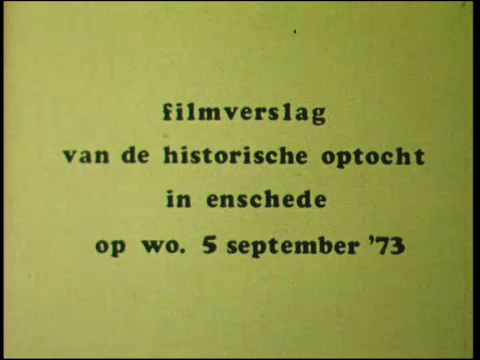 filmverslag
van de historische optocht
in enschede
op wo. 5 september '73